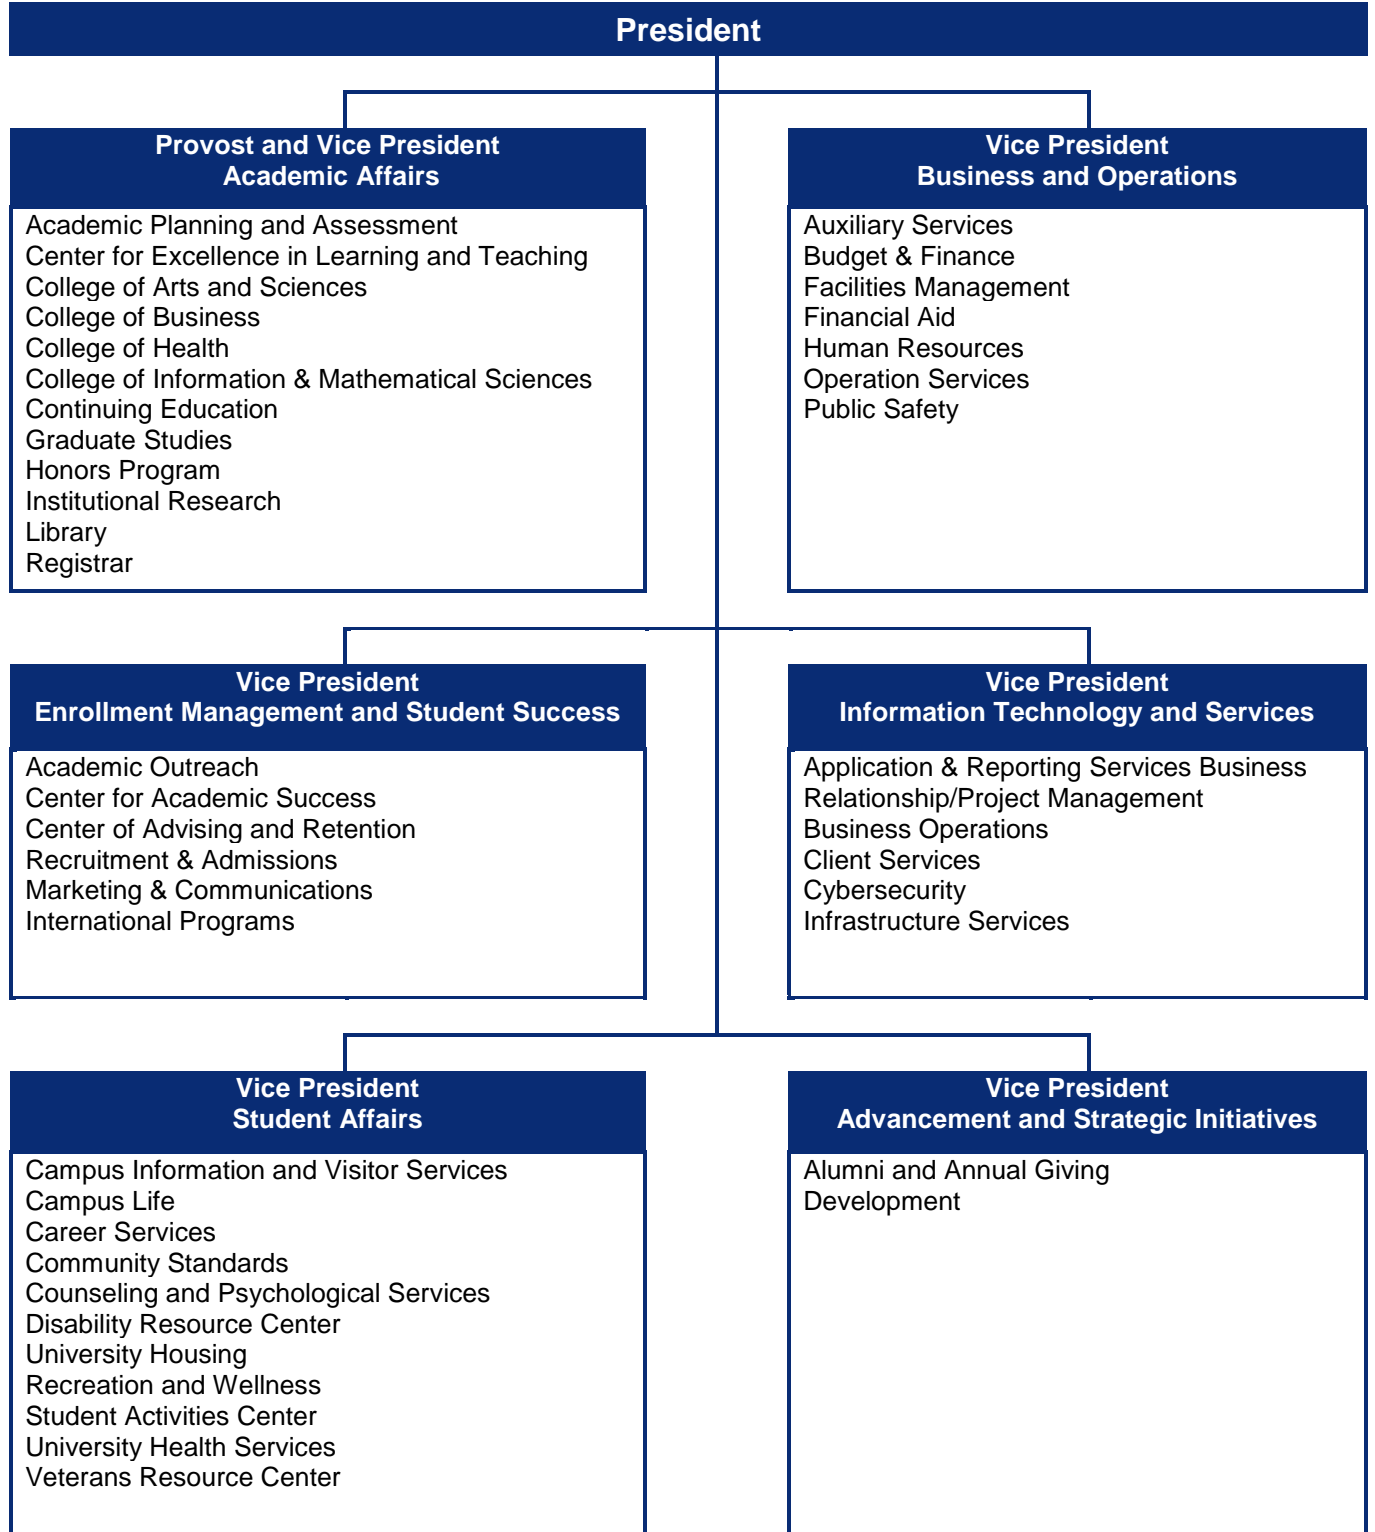 President
Provost and Vice President
Academic Affairs
Academic Planning and Assessment
Center for Excellence in Learning and Teaching
College of Arts and Sciences
College of Business
College of Health
College of Information & Mathematical Sciences
Continuing Education
Graduate Studies
Honors Program
Institutional Research
Library
Registrar
Vice President
Business and Operations
Auxiliary Services
Budget & Finance
Facilities Management
Financial Aid
Human Resources
Operation Services
Public Safety
Vice President
Enrollment Management and Student Success
Academic Outreach
Center for Academic Success
Center of Advising and Retention
Recruitment & Admissions
Marketing & Communications
International Programs
Vice President
Information Technology and Services
Application & Reporting Services Business
Relationship/Project Management
Business Operations
Client Services
Cybersecurity
Infrastructure Services
Vice President
Student Affairs
Campus Information and Visitor Services
Campus Life
Career Services
Community Standards
Counseling and Psychological Services
Disability Resource Center
University Housing
Recreation and Wellness
Student Activities Center
University Health Services
Veterans Resource Center
Vice President
Advancement and Strategic Initiatives
Alumni and Annual Giving
Development